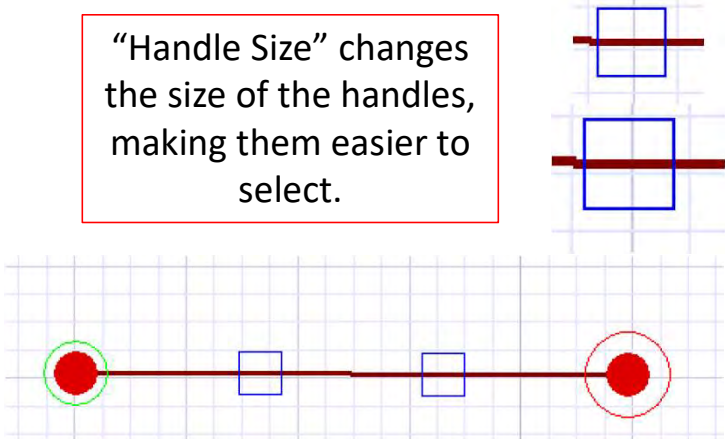 “Handle Size” changes
the size of the handles,
making them easier to
select.